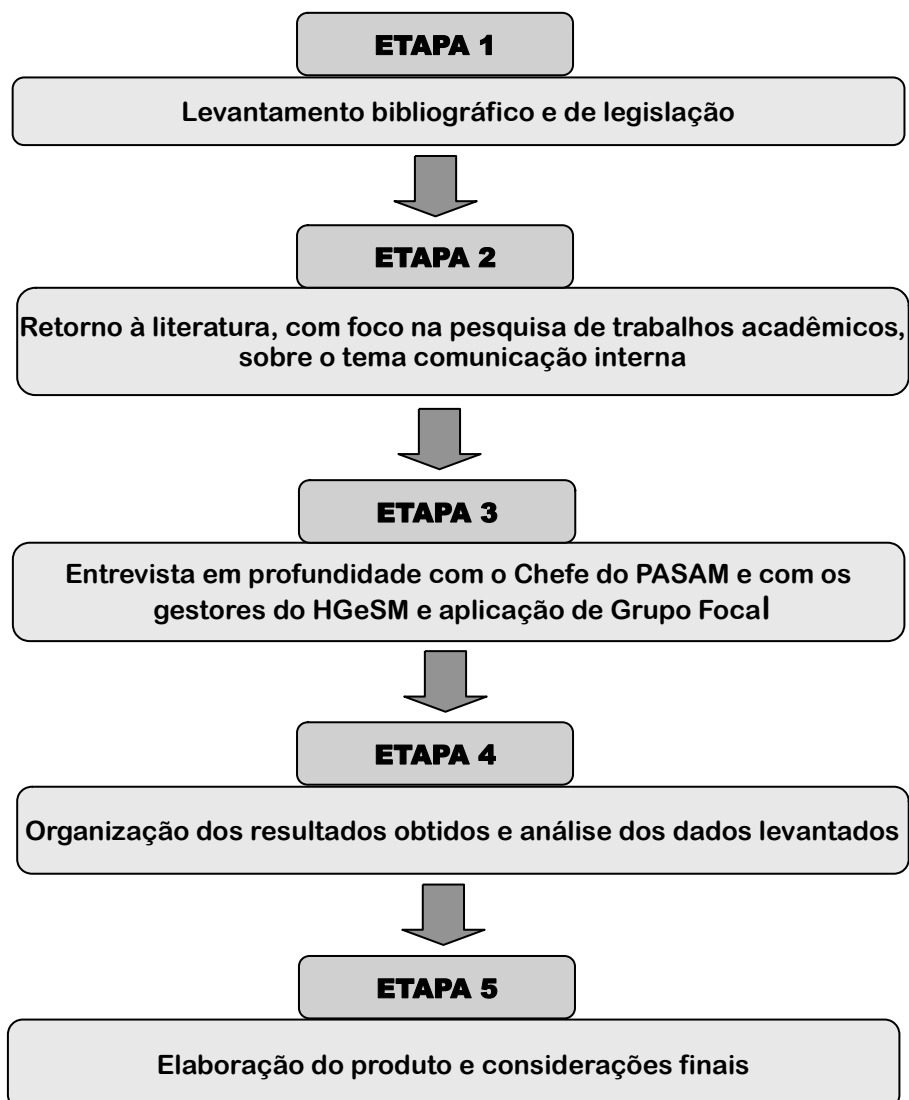 ETAPA 1
Levantamento bibliográfico e de legislação
ETAPA 2
Retorno à literatura, com foco na pesquisa de trabalhos acadêmicos,
sobre o tema comunicação interna
ETAPA 3
Entrevista em profundidade com o Chefe do PASAM e com os
gestores do HGeSM e aplicação de Grupo Focal
ETAPA 4
Organização dos resultados obtidos e análise dos dados levantados
ETAPA 5
Elaboração do produto e considerações finais